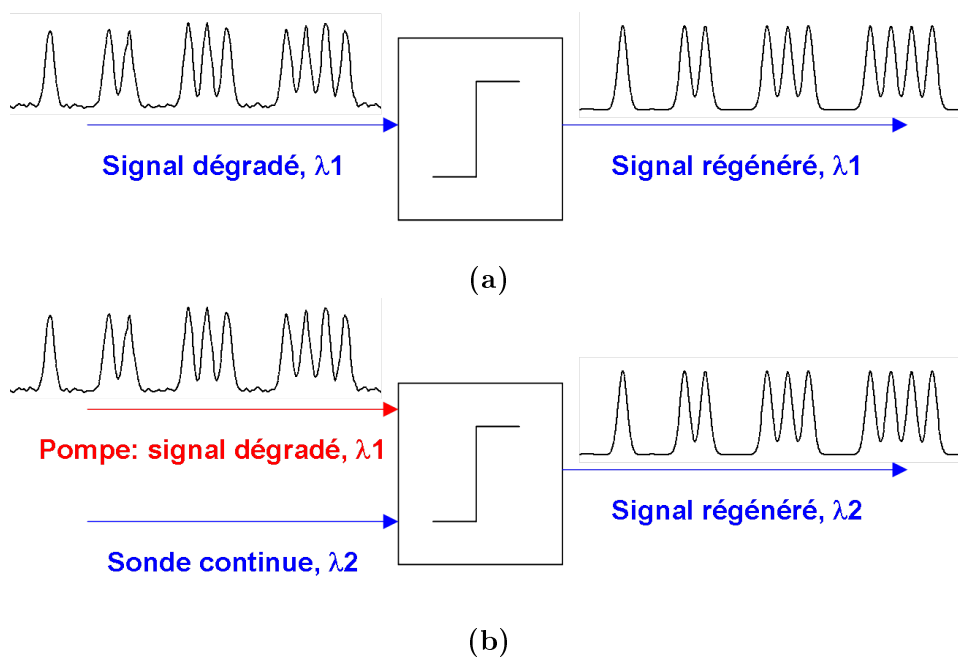 Signal dégradé, λ1
Signal régénéré, λ1
(a)
Pompe: signal dégradé, λ1
Signal régénéré, λ2
Sonde continue, λ2
(b)